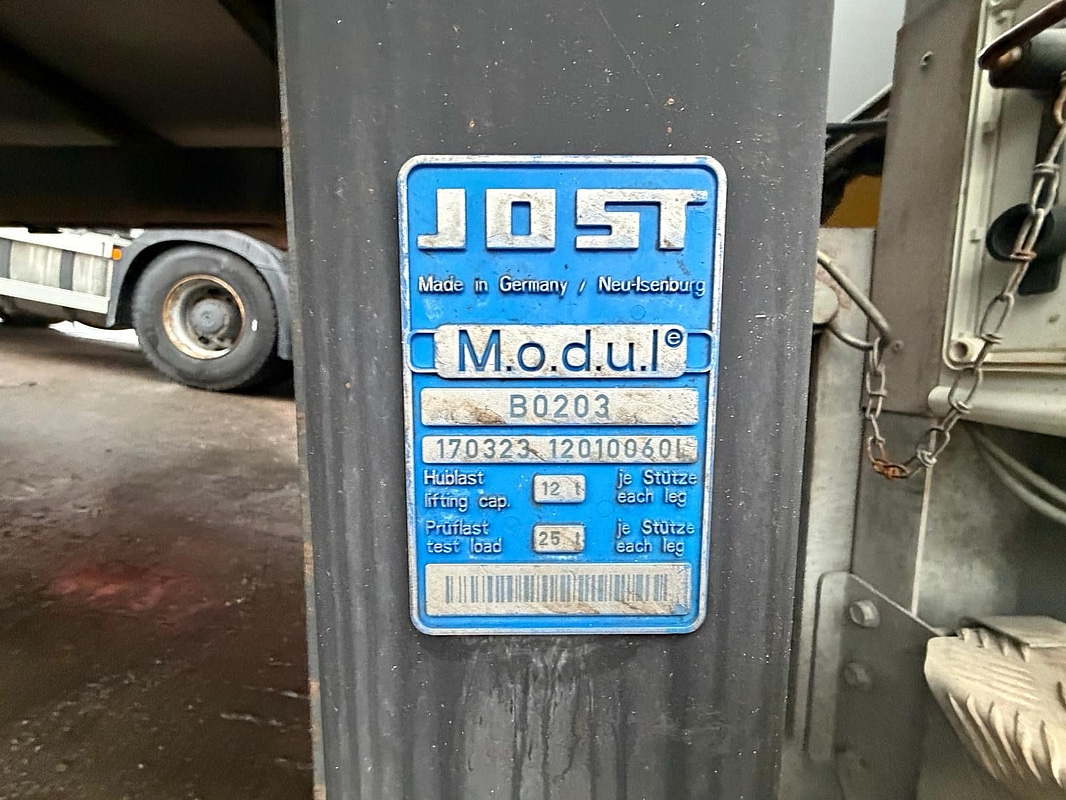 JOST
Made in Germany / Neu-Isenburg
M.o.d.u.l®
B0203
170323 12010060L
Hublast 12 t je Stütze
lifting cap. each leg
Prüflast 25 t je Stütze
test load each leg